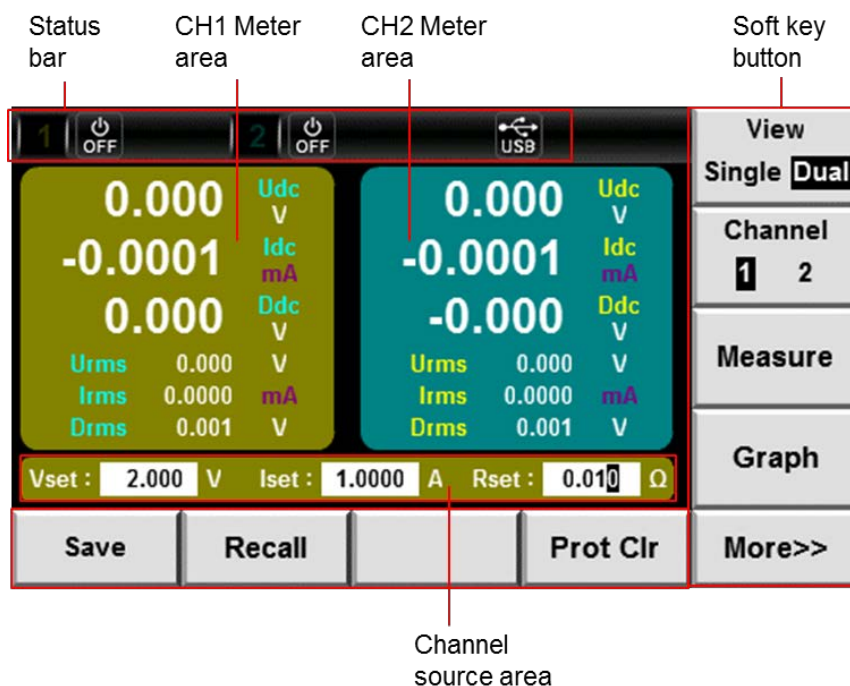 Status bar
CH1 Meter area
CH2 Meter area
Soft key button
1 OFF 2 OFF USB
View
Single Dual
Channel
1 2
Measure
Graph
More>>
0.000 Udc V
-0.0001 Idc mA
0.000 Ddc V
Urms 0.000 V
Irms 0.0000 mA
Drms 0.001 V
0.000 Udc V
-0.0001 Idc mA
-0.000 Ddc V
Urms 0.000 V
Irms 0.0000 mA
Drms 0.001 V
Vset : 2.000 V Iset : 1.0000 A Rset : 0.010 Ω
Save Recall Prot Clr
Channel
source area